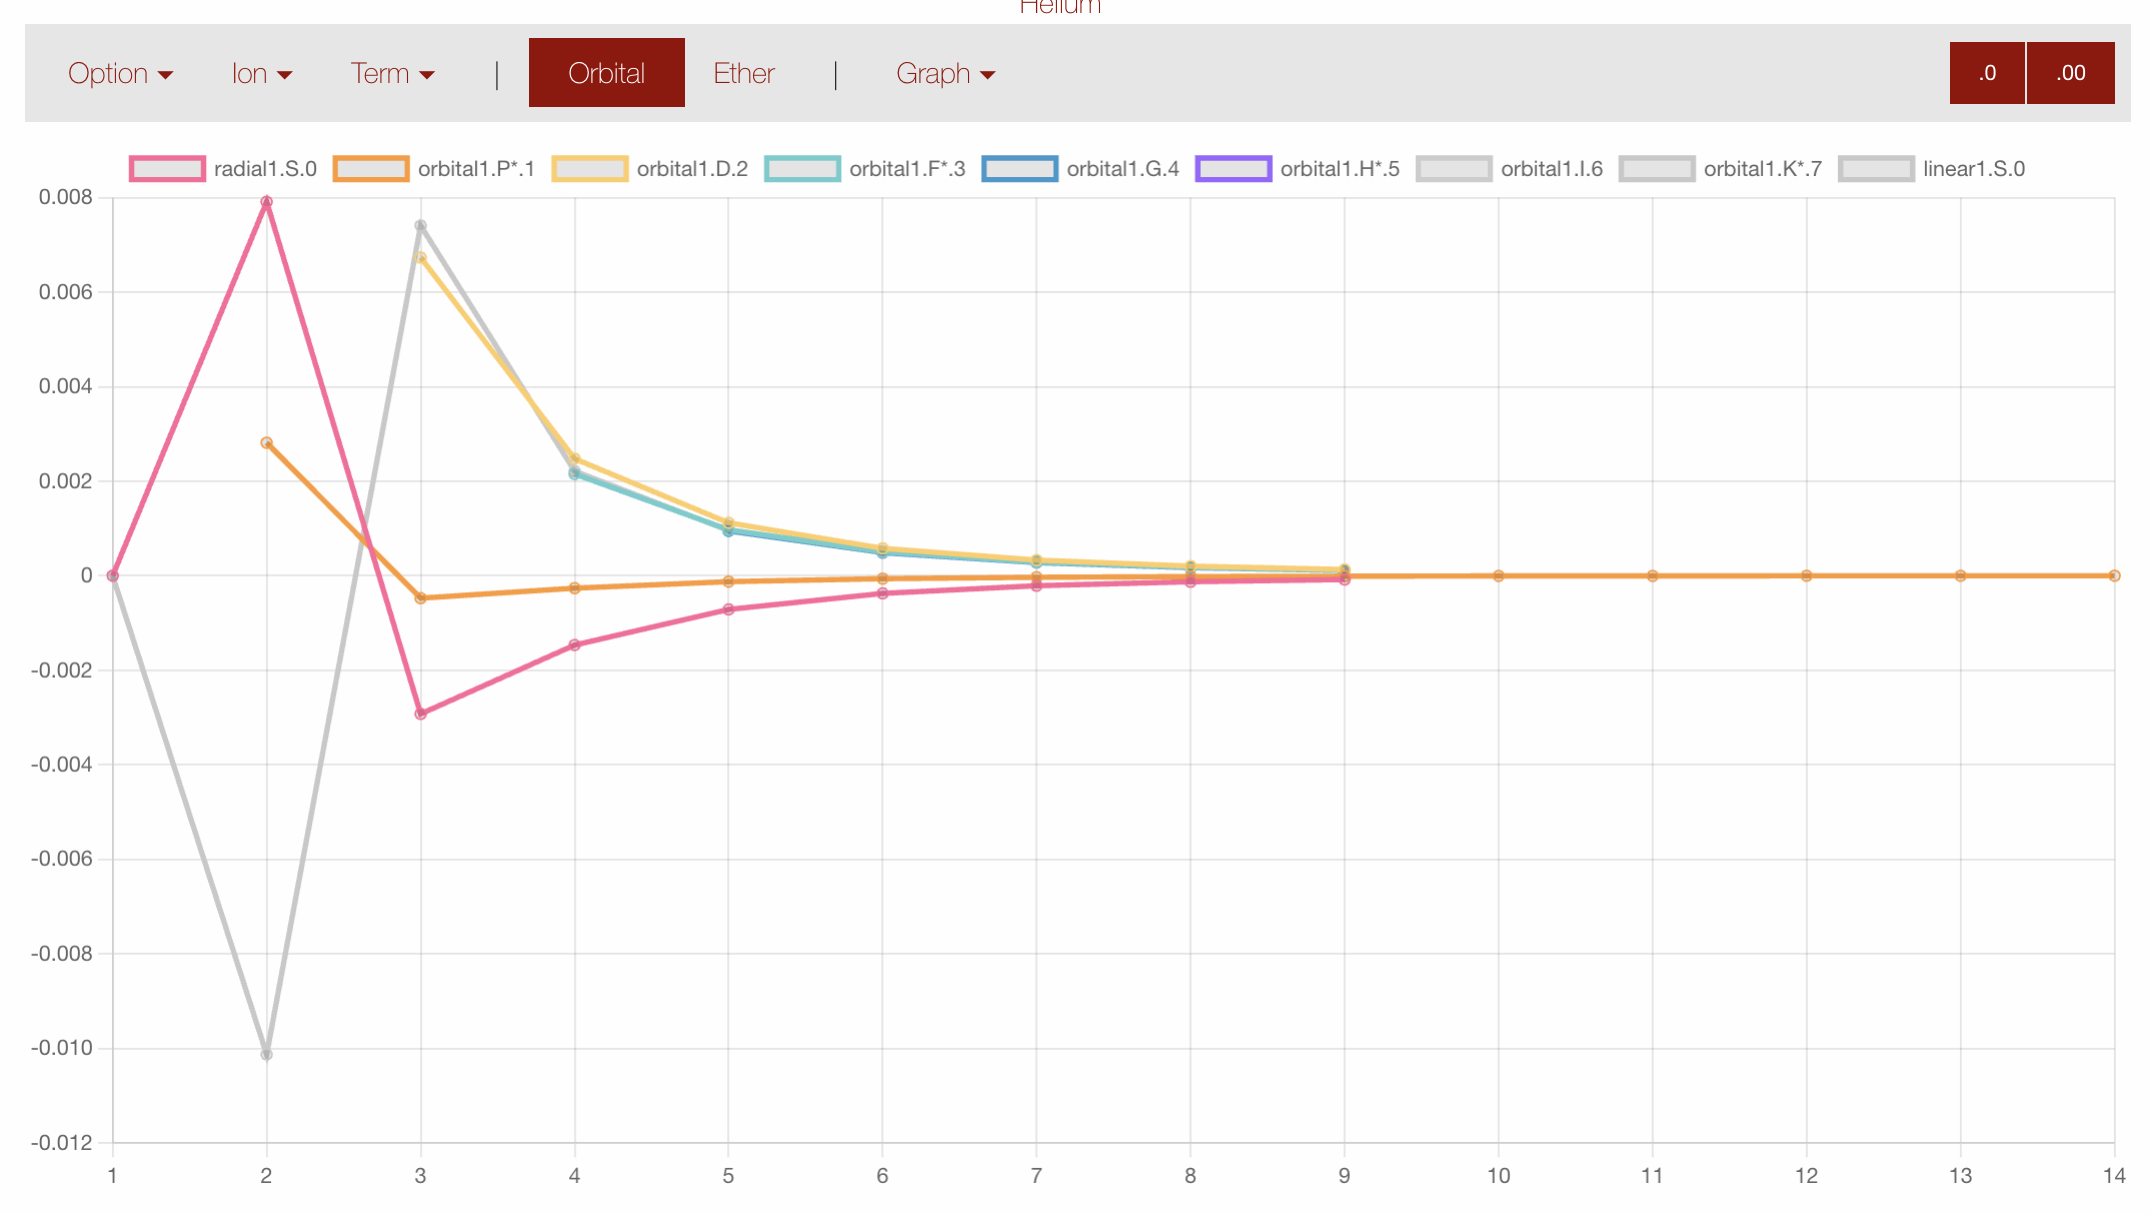 Helium
Option Ion Term | Orbital Ether | Graph .0 .00
radial1.S.0 orbital1.P*.1 orbital1.D.2 orbital1.F*.3 orbital1.G.4 orbital1.H*.5 orbital1.I.6 orbital1.K*.7 linear1.S.0
0.008
0.006
0.004
0.002
0
-0.002
-0.004
-0.006
-0.008
-0.010
-0.012
1 2 3 4 5 6 7 8 9 10 11 12 13 14